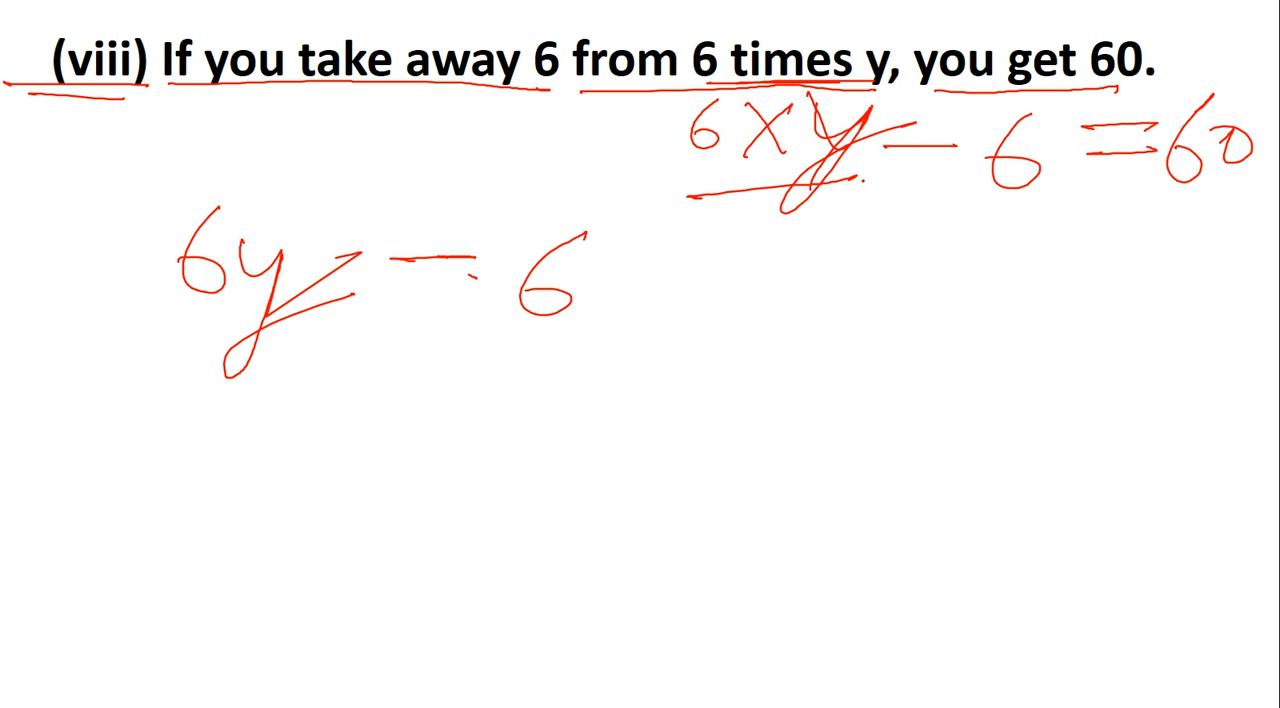 (viii) If you take away 6 from 6 times y, you get 60.
6 × y − 6 = 60
6y − 6